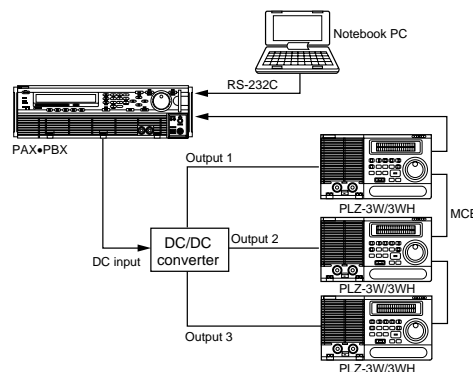 Notebook PC
RS-232C
PAX•PBX
Output 1
PLZ-3W/3WH
MCB
DC/DC
converter
Output 2
DC input
PLZ-3W/3WH
Output 3
PLZ-3W/3WH